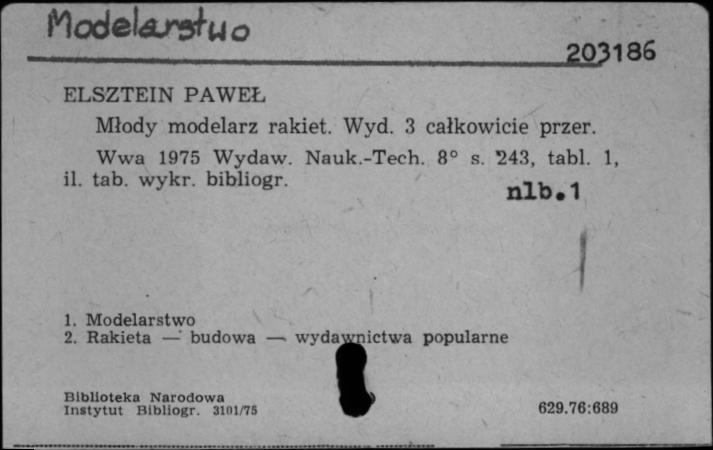 Modelarstwo
203186
ELSZTEIN PAWEŁ
Młody modelarz rakiet. Wyd. 3 całkowicie przer.
Wwa 1975 Wydaw. Nauk.-Tech. 8° s. 243, tabl. 1,
il. tab. wykr. bibliogr.
nlb.1
1. Modelarstwo
2. Rakieta — budowa — wydawnictwa popularne
Biblioteka Narodowa
Instytut Bibliogr. 3101/75
629.76:689